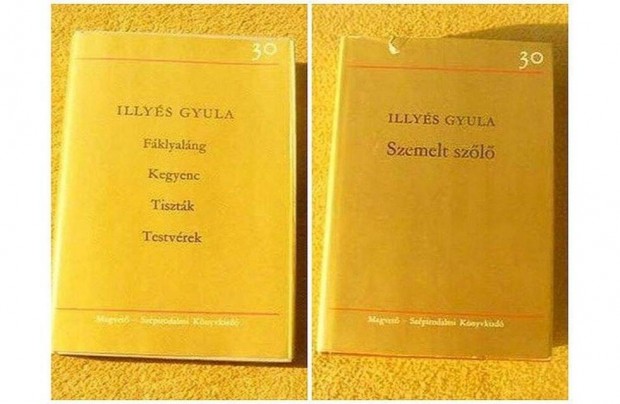 30
ILLYÉS GYULA
Fáklyaláng
Kegyenc
Tiszták
Testvérek
Magvető – Szépirodalmi Könyvkiadó
30
ILLYÉS GYULA
Szemelt szőlő
Magvető – Szépirodalmi Könyvkiadó